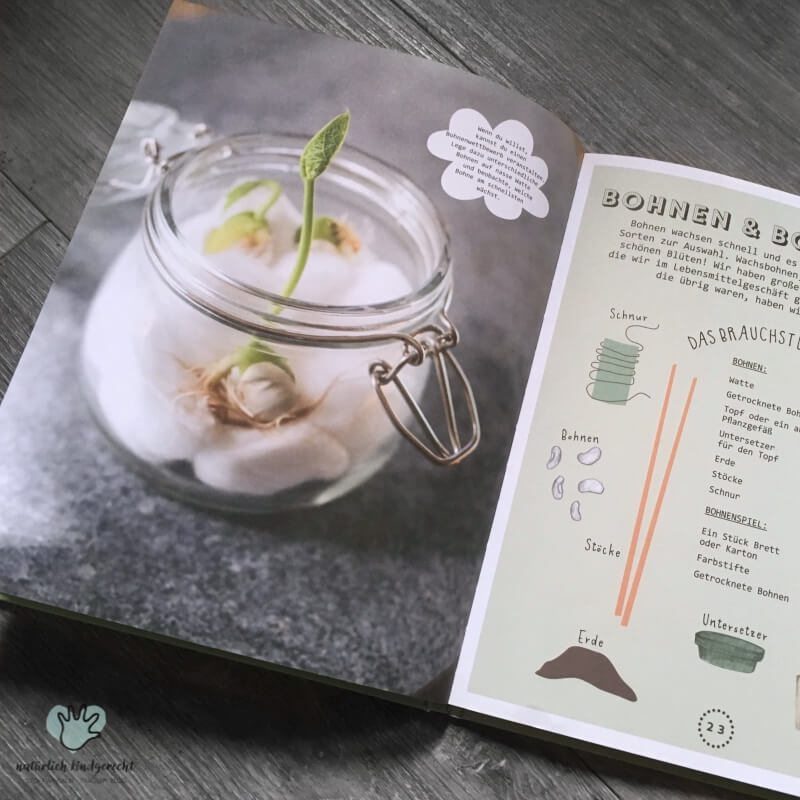 Wenn du willst,
kannst du einen
Bohnenwettbewerb veranstalten.
Lege dazu unterschiedliche
Bohnen auf nasse Watte
und beobachte, welche
Bohne am schnellsten
wächst.
BOHNEN & BO
Bohnen wachsen schnell und es
Sorten zur Auswahl. Wachsbohnen
schönen Blüten! Wir haben große
die wir im Lebensmittelgeschäft g
die übrig waren, haben wi
Schnur
DAS BRAUCHST D
BOHNEN:
Watte
Getrocknete Boh
Topf oder ein a
Pflanzgefäß
Untersetzer
für den Topf
Erde
Stöcke
Schnur
Bohnen
BOHNENSPIEL:
Ein Stück Brett
oder Karton
Farbstifte
Getrocknete Bohnen
Stöcke
Erde
Untersetzer
23
natürlich kindgerecht